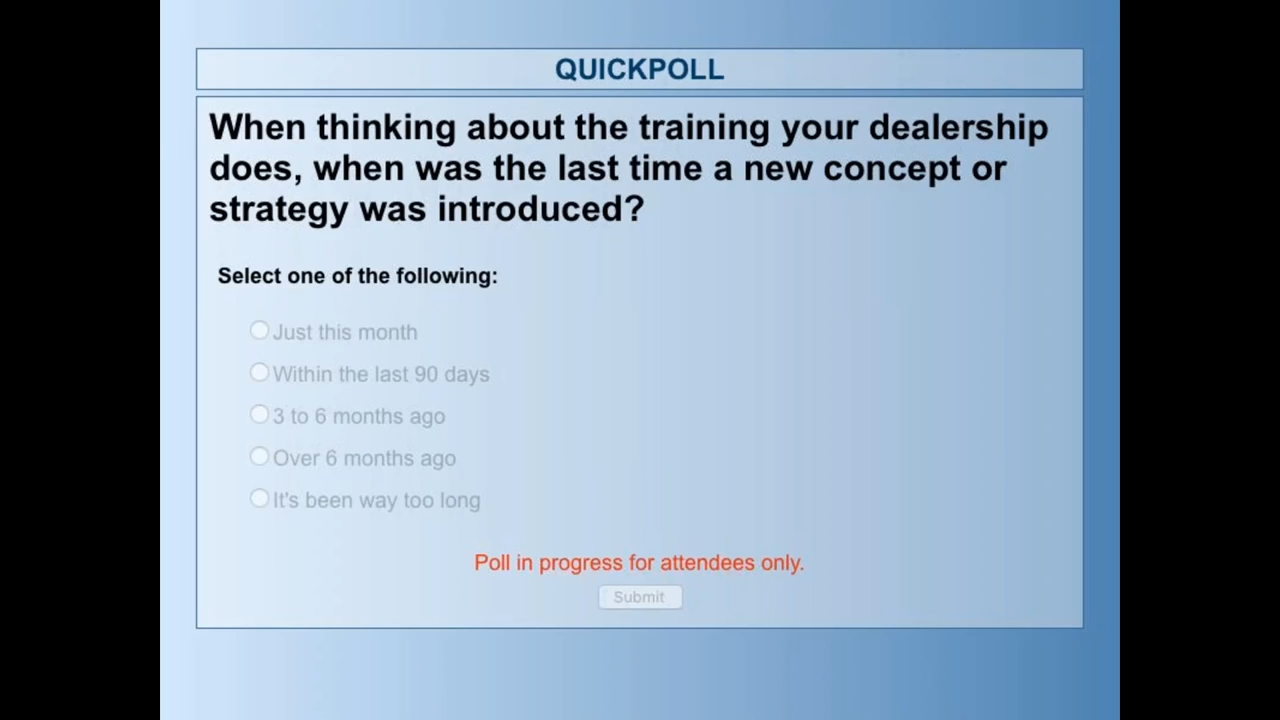 QUICKPOLL
When thinking about the training your dealership
does, when was the last time a new concept or
strategy was introduced?
Select one of the following:
Just this month
Within the last 90 days
3 to 6 months ago
Over 6 months ago
It's been way too long
Poll in progress for attendees only.
Submit